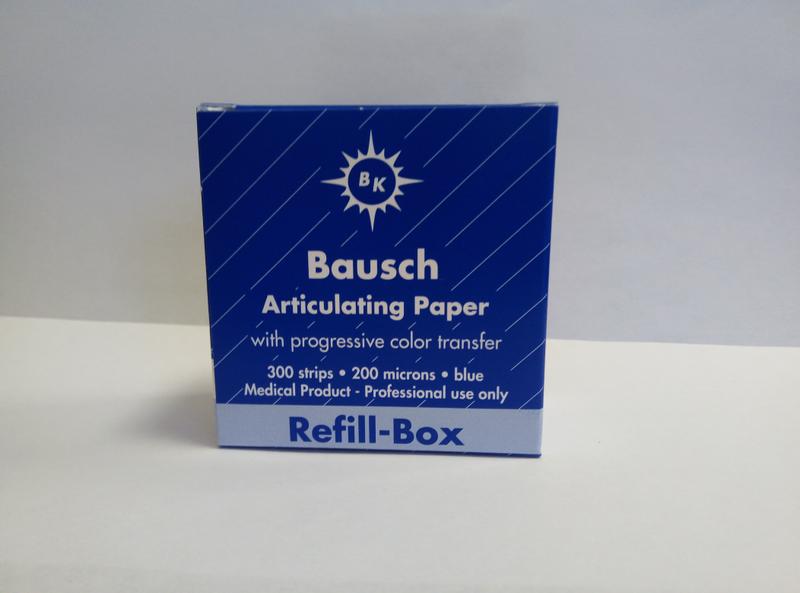 BK
Bausch
Articulating Paper
with progressive color transfer
300 strips • 200 microns • blue
Medical Product - Professional use only
Refill-Box